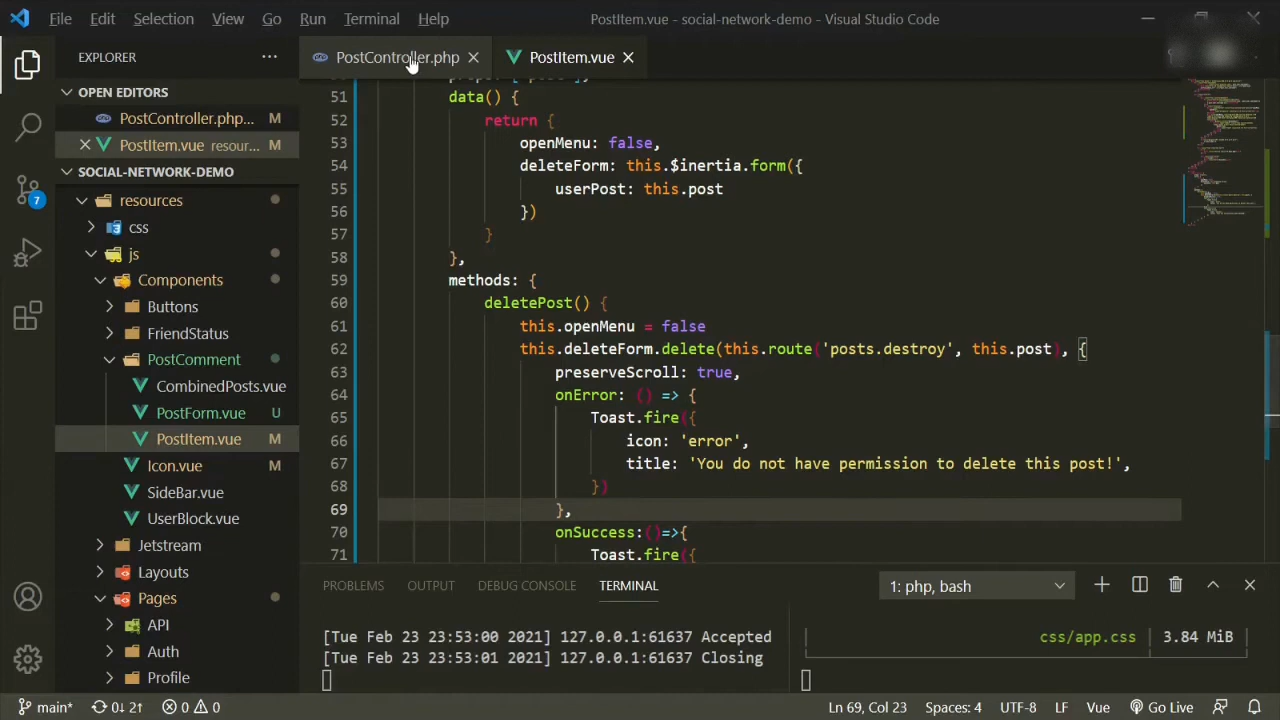 File Edit Selection View Go Run Terminal Help PostItem.vue - social-network-demo - Visual Studio Code
EXPLORER
PostController.php
PostItem.vue
OPEN EDITORS
PostController.php... M
PostItem.vue resour... M
SOCIAL-NETWORK-DEMO
resources
css
js
Components
Buttons
FriendStatus
PostComment
CombinedPosts.vue
PostForm.vue U
PostItem.vue M
Icon.vue M
SideBar.vue
UserBlock.vue
Jetstream
Layouts
Pages
API
Auth
Profile
7
51 data() {
52 return {
53 openMenu: false,
54 deleteForm: this.$inertia.form({
55 userPost: this.post
56 })
57 }
58 },
59 methods: {
60 deletePost() {
61 this.openMenu = false
62 this.deleteForm.delete(this.route('posts.destroy', this.post), {
63 preserveScroll: true,
64 onError: () => {
65 Toast.fire({
66 icon: 'error',
67 title: 'You do not have permission to delete this post!',
68 })
69 },
70 onSuccess:()=>{
71 Toast.fire({
PROBLEMS OUTPUT DEBUG CONSOLE TERMINAL 1: php, bash
[Tue Feb 23 23:53:00 2021] 127.0.0.1:61637 Accepted
[Tue Feb 23 23:53:01 2021] 127.0.0.1:61637 Closing
css/app.css | 3.84 MiB
main* 0↓ 2↑ 0 0 Ln 69, Col 23 Spaces: 4 UTF-8 LF Vue Go Live